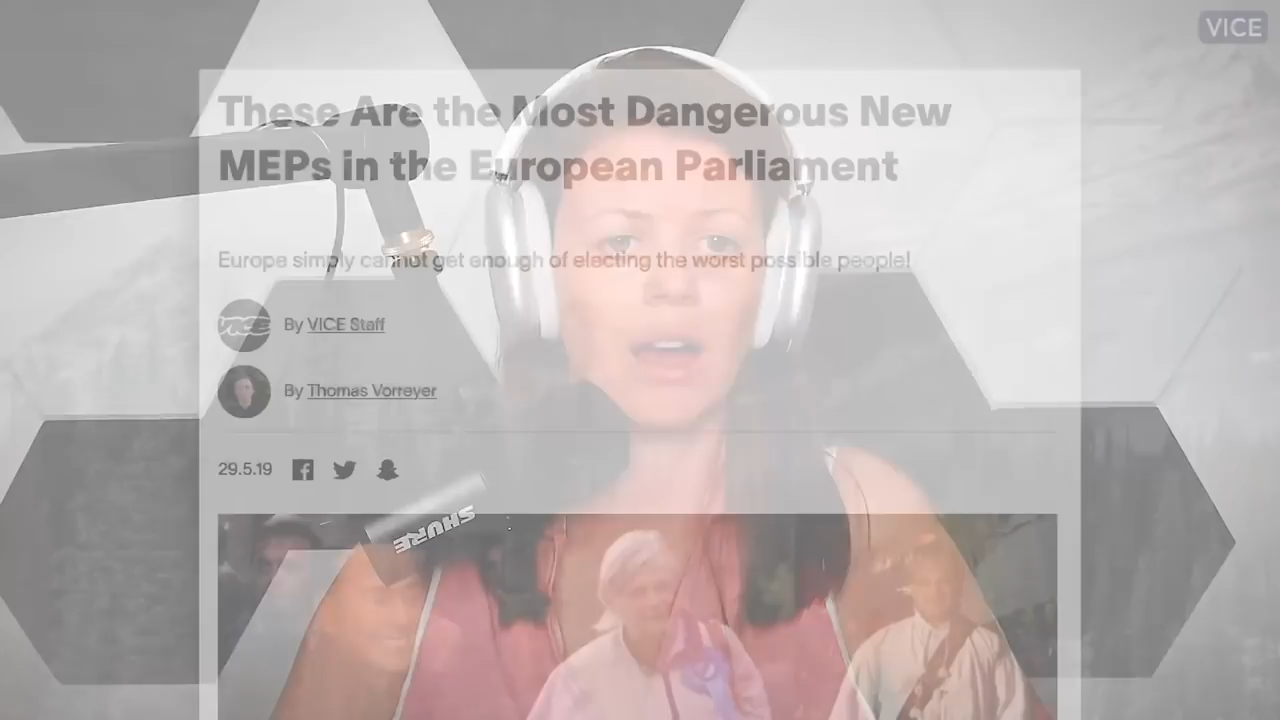 VICE
These Are the Most Dangerous New
MEPs in the European Parliament
Europe simply cannot get enough of electing the worst possible people!
VICE
By VICE Staff
By Thomas Vorreyer
29.5.19
SHURE